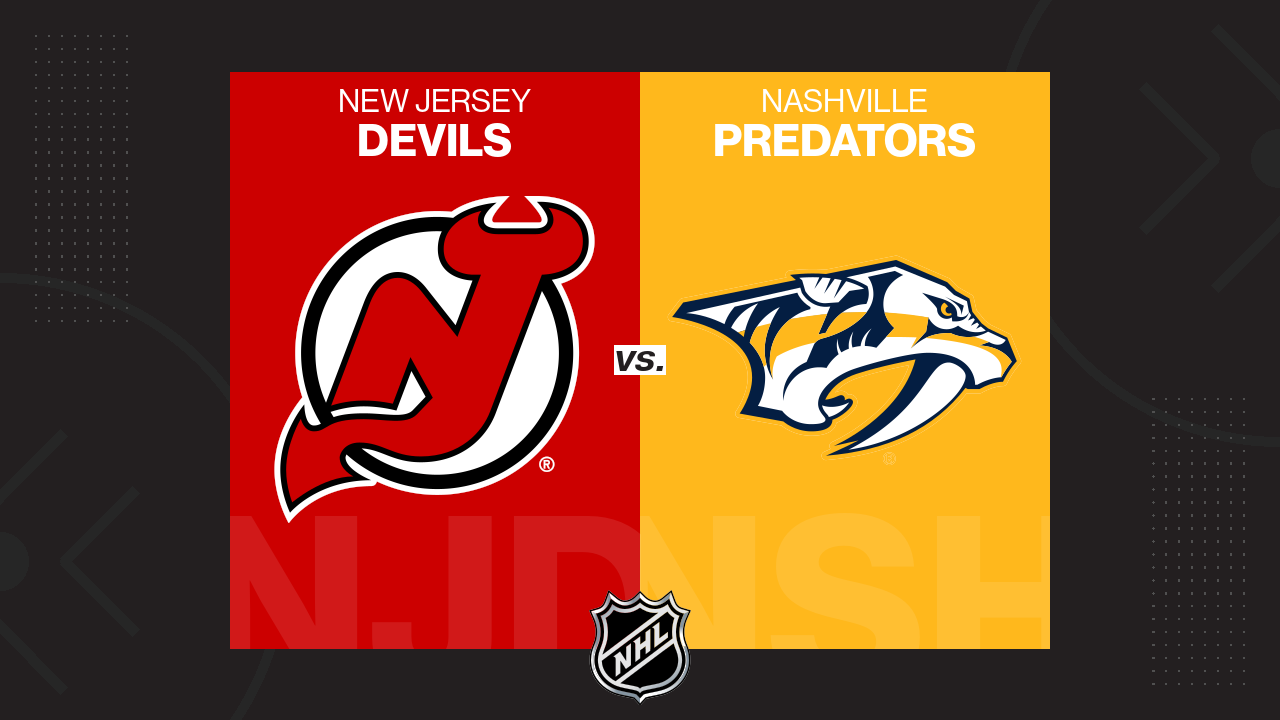 NEW JERSEY
DEVILS
NASHVILLE
PREDATORS
vs.
®
®
NJD
NSH
NHL